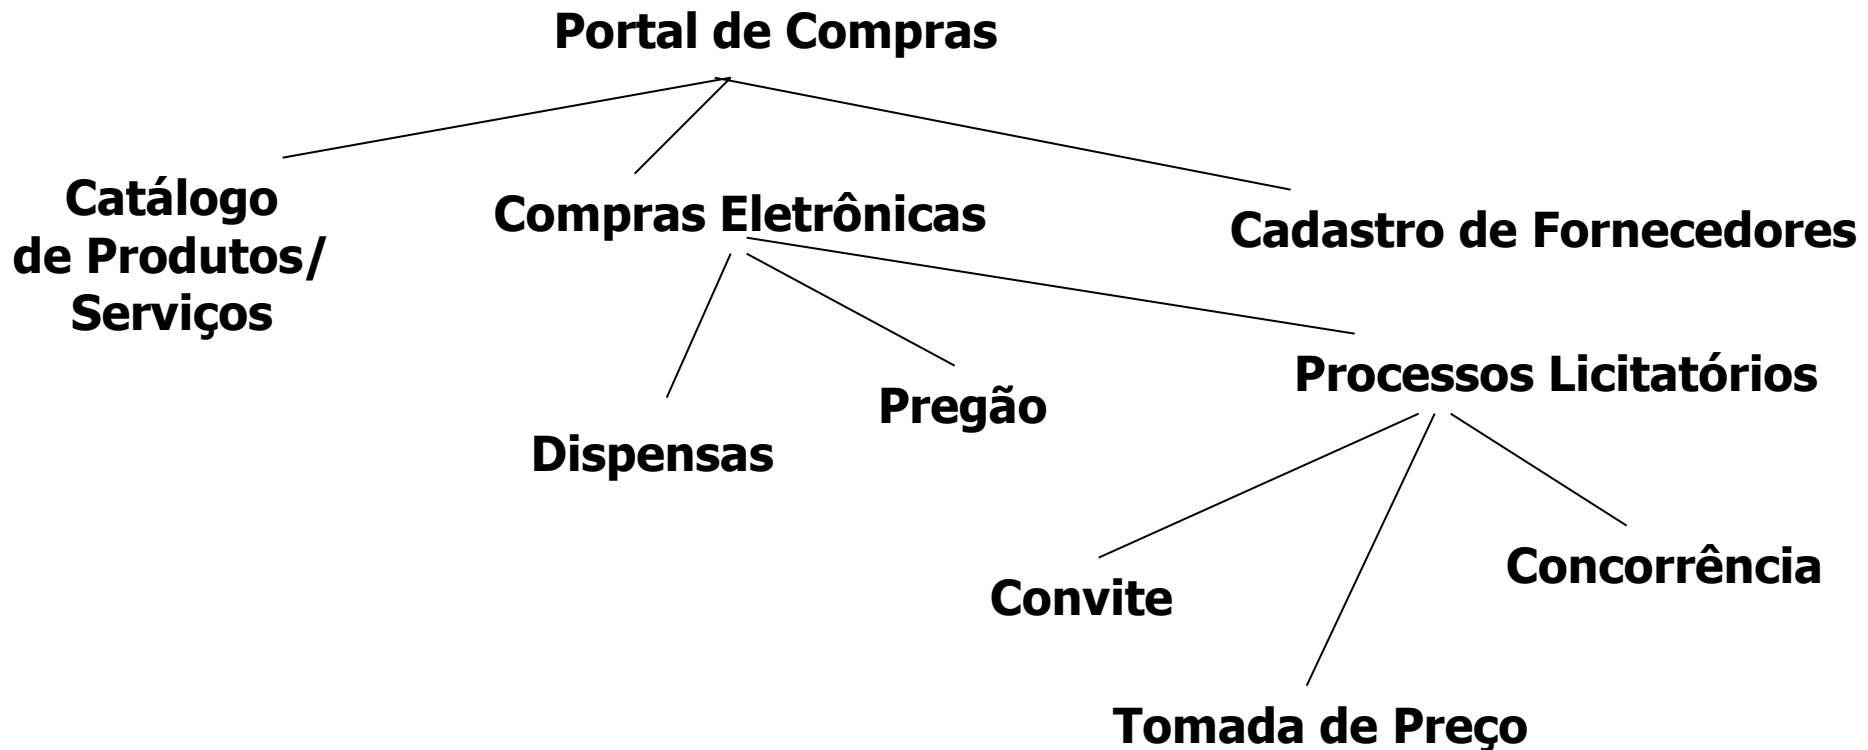 Portal de Compras
Catálogo
de Produtos/
Serviços
Compras Eletrônicas
Cadastro de Fornecedores
Dispensas
Pregão
Processos Licitatórios
Convite
Tomada de Preço
Concorrência